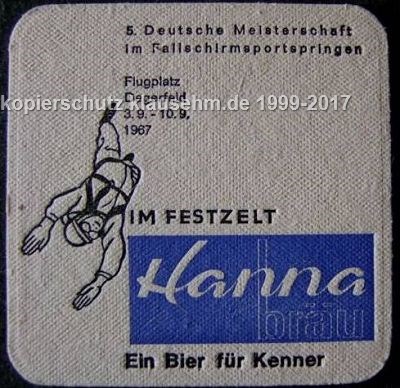 5. Deutsche Meisterschaft
im Fallschirmsportspringen
Flugplatz
kopierschutz klausehm.de 1999-2017
Degerfeld
3.9. - 10.9.
1967
IM FESTZELT
Hanna
bräu
Ein Bier für Kenner